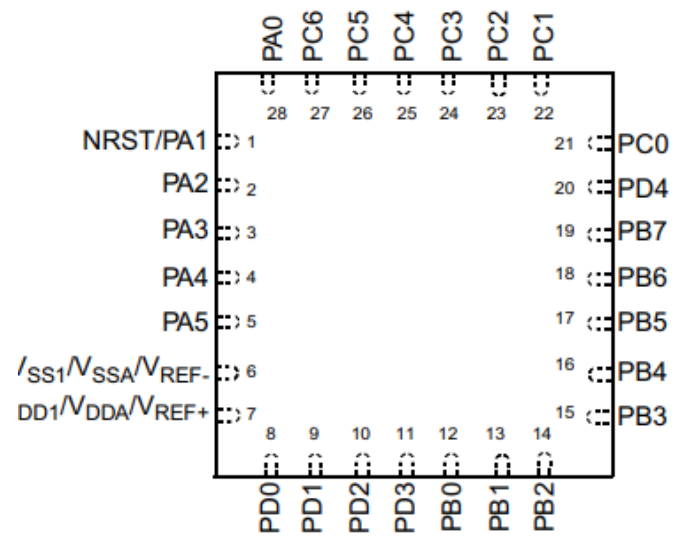 PA0 PC6 PC5 PC4 PC3 PC2 PC1
28 27 26 25 24 23 22
NRST/PA1 1 21 PC0
PA2 2 20 PD4
PA3 3 19 PB7
PA4 4 18 PB6
PA5 5 17 PB5
/SS1/VSSA/VREF- 6 16 PB4
DD1/VDDA/VREF+ 7 15 PB3
8 9 10 11 12 13 14
PD0 PD1 PD2 PD3 PB0 PB1 PB2